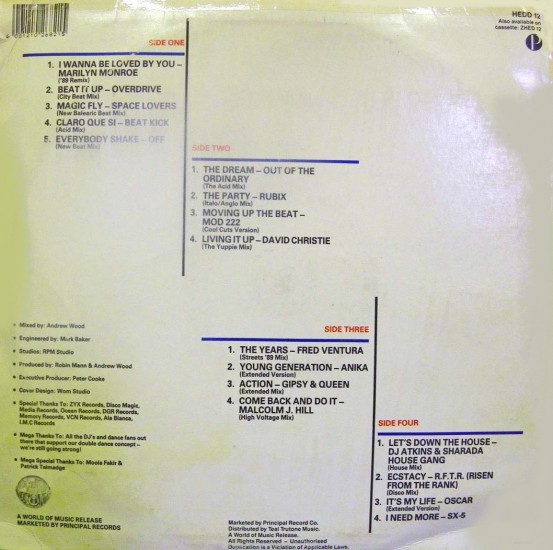 HEDD 12
Also available on
cassette: ZHED 12
SIDE ONE
1. I WANNA BE LOVED BY YOU –
MARILYN MONROE
('89 Remix)
2. BEAT IT UP – OVERDRIVE
(City Beat Mix)
3. MAGIC FLY – SPACE LOVERS
(New Balearic Beat Mix)
4. CLARO QUE SI – BEAT KICK
(Acid Mix)
5. EVERYBODY SHAKE – OFF
(New Beat Mix)
SIDE TWO
1. THE DREAM – OUT OF THE
ORDINARY
(The Acid Mix)
2. THE PARTY – RUBIX
(Italo/Anglo Mix)
3. MOVING UP THE BEAT –
MOD 222
(Cool Cuts Version)
4. LIVING IT UP – DAVID CHRISTIE
(The Yuppie Mix)
SIDE THREE
1. THE YEARS – FRED VENTURA
(Streets '89 Mix)
2. YOUNG GENERATION – ANIKA
(Extended Version)
3. ACTION – GIPSY & QUEEN
(Extended Mix)
4. COME BACK AND DO IT –
MALCOLM J. HILL
(High Voltage Mix)
SIDE FOUR
1. LET'S DOWN THE HOUSE –
DJ ATKINS & SHARADA
HOUSE GANG
(House Mix)
2. ECSTACY – R.F.T.R. (RISEN
FROM THE RANK)
(Disco Mix)
3. IT'S MY LIFE – OSCAR
(Extended Version)
4. I NEED MORE – SX-5
Mixed by: Andrew Wood
Engineered by: Mark Baker
Studios: RPM Studio
Produced by: Robin Mann & Andrew Wood
Executive Producer: Peter Cooke
Cover Design: Wom Studio
Special Thanks To: ZYX Records, Disco Magic,
Media Records, Ocean Records, DGR Records,
Memory Records, VCN Records, Ala Bianca,
I.M.C Records
Mega Thanks To: All the DJ's and dance fans out
there that support our double dance concept –
we're still going strong!
Mega Special Thanks To: Moola Fakir &
Patrick Talmadge
A WORLD OF MUSIC RELEASE
MARKETED BY PRINCIPAL RECORDS
Marketed by Principal Record Co.
Distributed by Teal Trutone Music.
A World of Music Release.
All Rights Reserved – Unauthorised
Duplication is a Violation of Applicable Laws.